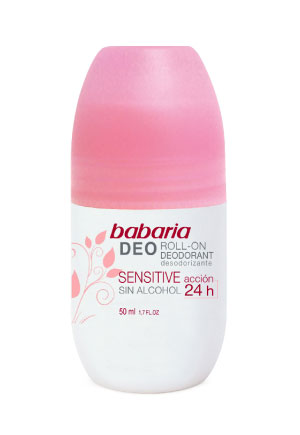 babaria
DEO ROLL-ON
DEODORANT
desodorizante
SENSITIVE acción
SIN ALCOHOL 24 h
50 ml 1,7 FL.OZ